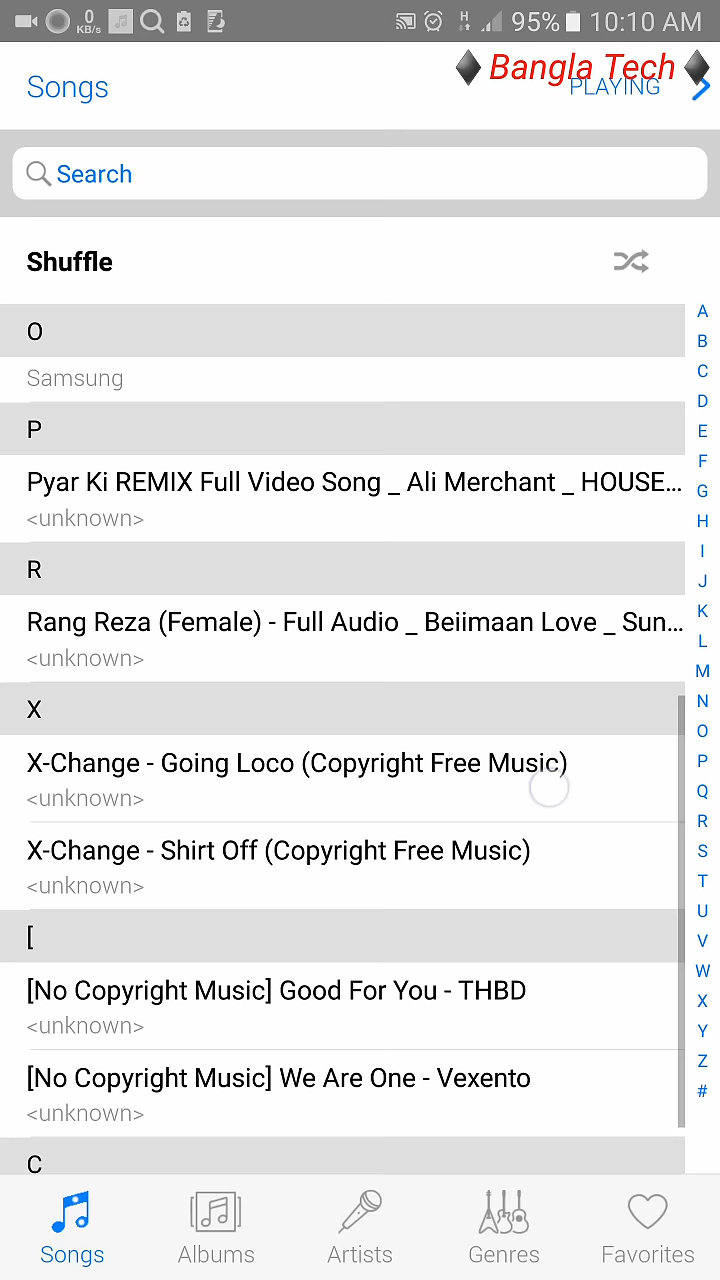 0
KB/s
H
95%
10:10 AM
Bangla Tech
Songs
PLAYING
Search
Shuffle
O
Samsung
P
Pyar Ki REMIX Full Video Song _ Ali Merchant _ HOUSE...
<unknown>
R
Rang Reza (Female) - Full Audio _ Beiimaan Love _ Sun...
<unknown>
X
X-Change - Going Loco (Copyright Free Music)
<unknown>
X-Change - Shirt Off (Copyright Free Music)
<unknown>
[
[No Copyright Music] Good For You - THBD
<unknown>
[No Copyright Music] We Are One - Vexento
<unknown>
C
A
B
C
D
E
F
G
H
I
J
K
L
M
N
O
P
Q
R
S
T
U
V
W
X
Y
Z
#
Songs
Albums
Artists
Genres
Favorites